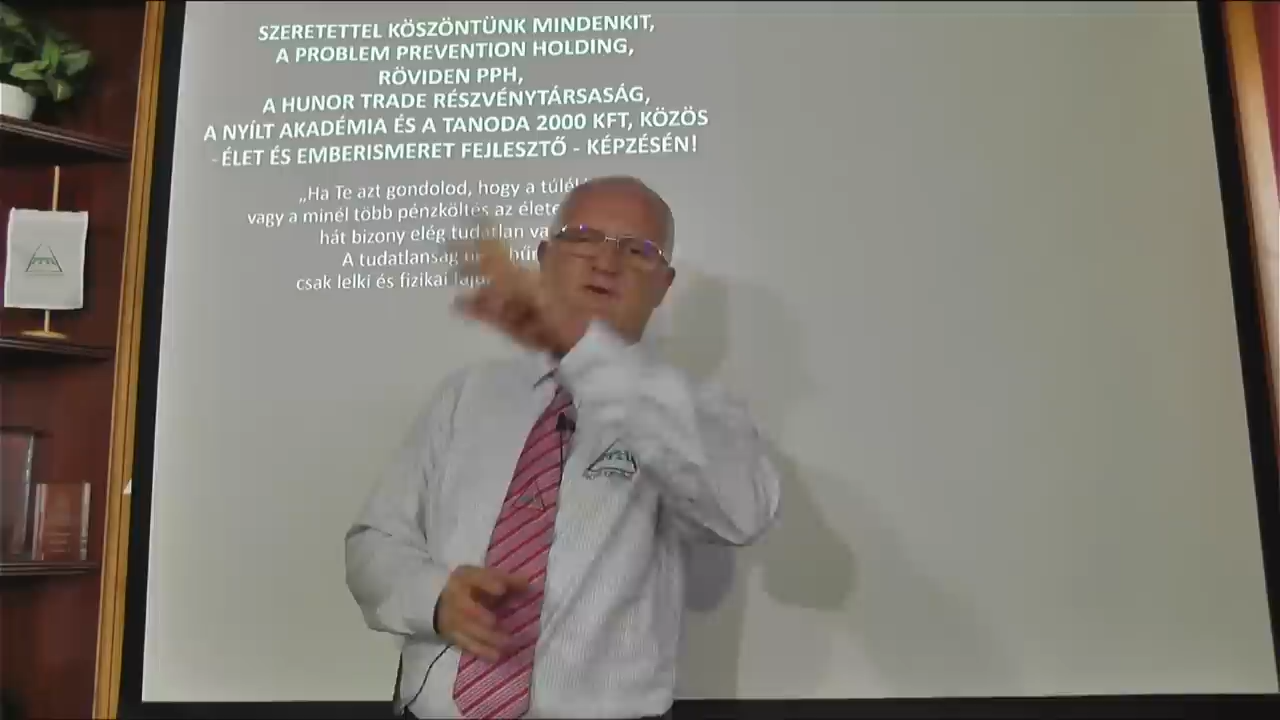 SZERETETTEL KÖSZÖNTÜNK MINDENKIT,
A PROBLEM PREVENTION HOLDING,
RÖVIDEN PPH,
A HUNOR TRADE RÉSZVÉNYTÁRSASÁG,
A NYÍLT AKADÉMIA ÉS A TANODA 2000 KFT, KÖZÖS
- ÉLET ÉS EMBERISMERET FEJLESZTŐ - KÉPZÉSÉN!
„Ha Te azt gondolod, hogy a
vagy a minél több pénzköltés az
hát bizony elég tudatlan
A tudatlanság
csak lelki és fizikai